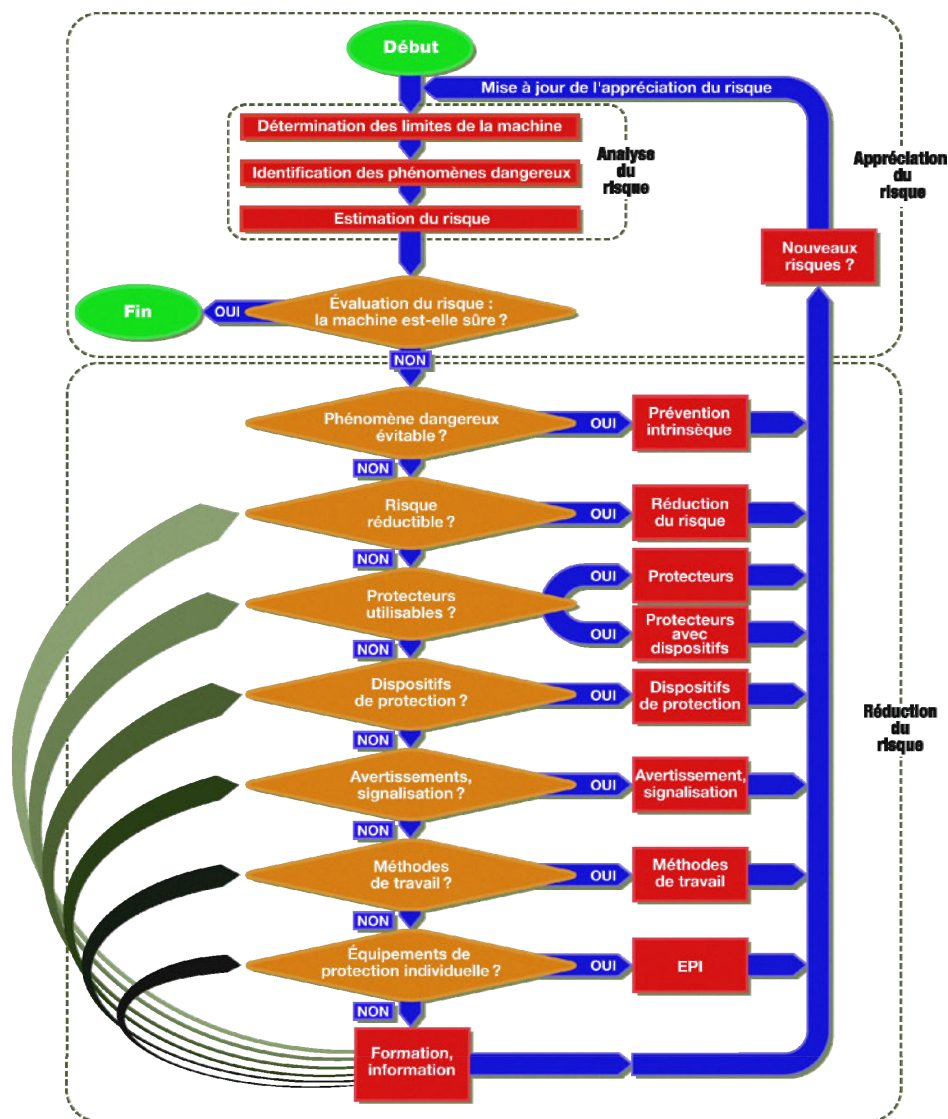 Début
Mise à jour de l'appréciation du risque
Détermination des limites de la machine
Identification des phénomènes dangereux
Estimation du risque
Analyse
du
risque
Appréciation
du
risque
Nouveaux
risques ?
Fin
OUI
Évaluation du risque :
la machine est-elle sûre ?
NON
Phénomène dangereux
évitable ?
OUI
Prévention
intrinsèque
NON
Risque
réductible ?
OUI
Réduction
du risque
NON
Protecteurs
utilisables ?
OUI
Protecteurs
OUI
Protecteurs
avec
dispositifs
NON
Dispositifs
de protection ?
OUI
Dispositifs
de protection
Réduction
du
risque
NON
Avertissements,
signalisation ?
OUI
Avertissement,
signalisation
NON
Méthodes
de travail ?
OUI
Méthodes
de travail
NON
Équipements de
protection individuelle ?
OUI
EPI
NON
Formation,
information